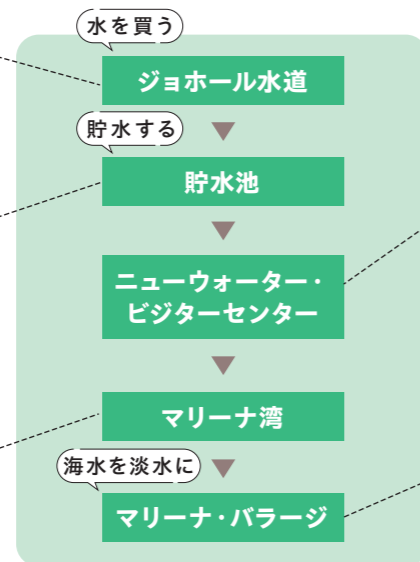 水を買う
ジョホール水道
貯水する
貯水池
ニューウォーター・
ビジターセンター
マリーナ湾
海水を淡水に
マリーナ・バラージ